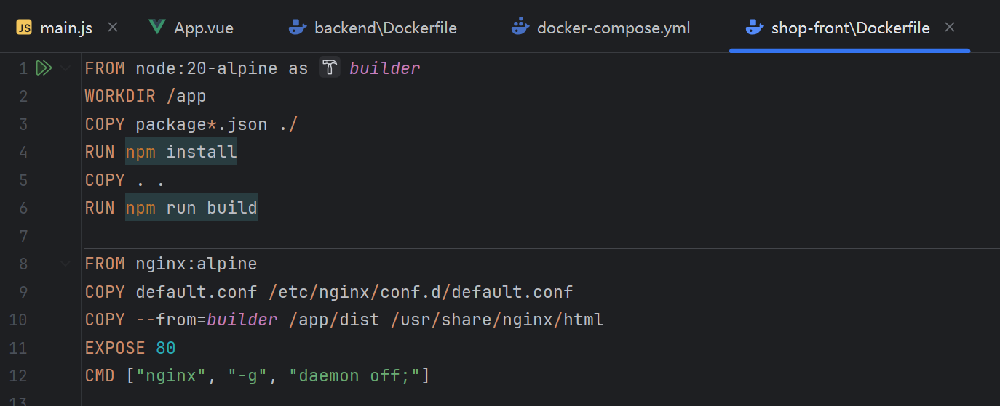 JS main.js × App.vue backend\Dockerfile docker-compose.yml shop-front\Dockerfile ×
1 FROM node:20-alpine as builder
2 WORKDIR /app
3 COPY package*.json ./
4 RUN npm install
5 COPY . .
6 RUN npm run build
7
8 FROM nginx:alpine
9 COPY default.conf /etc/nginx/conf.d/default.conf
10 COPY --from=builder /app/dist /usr/share/nginx/html
11 EXPOSE 80
12 CMD ["nginx", "-g", "daemon off;"]
13